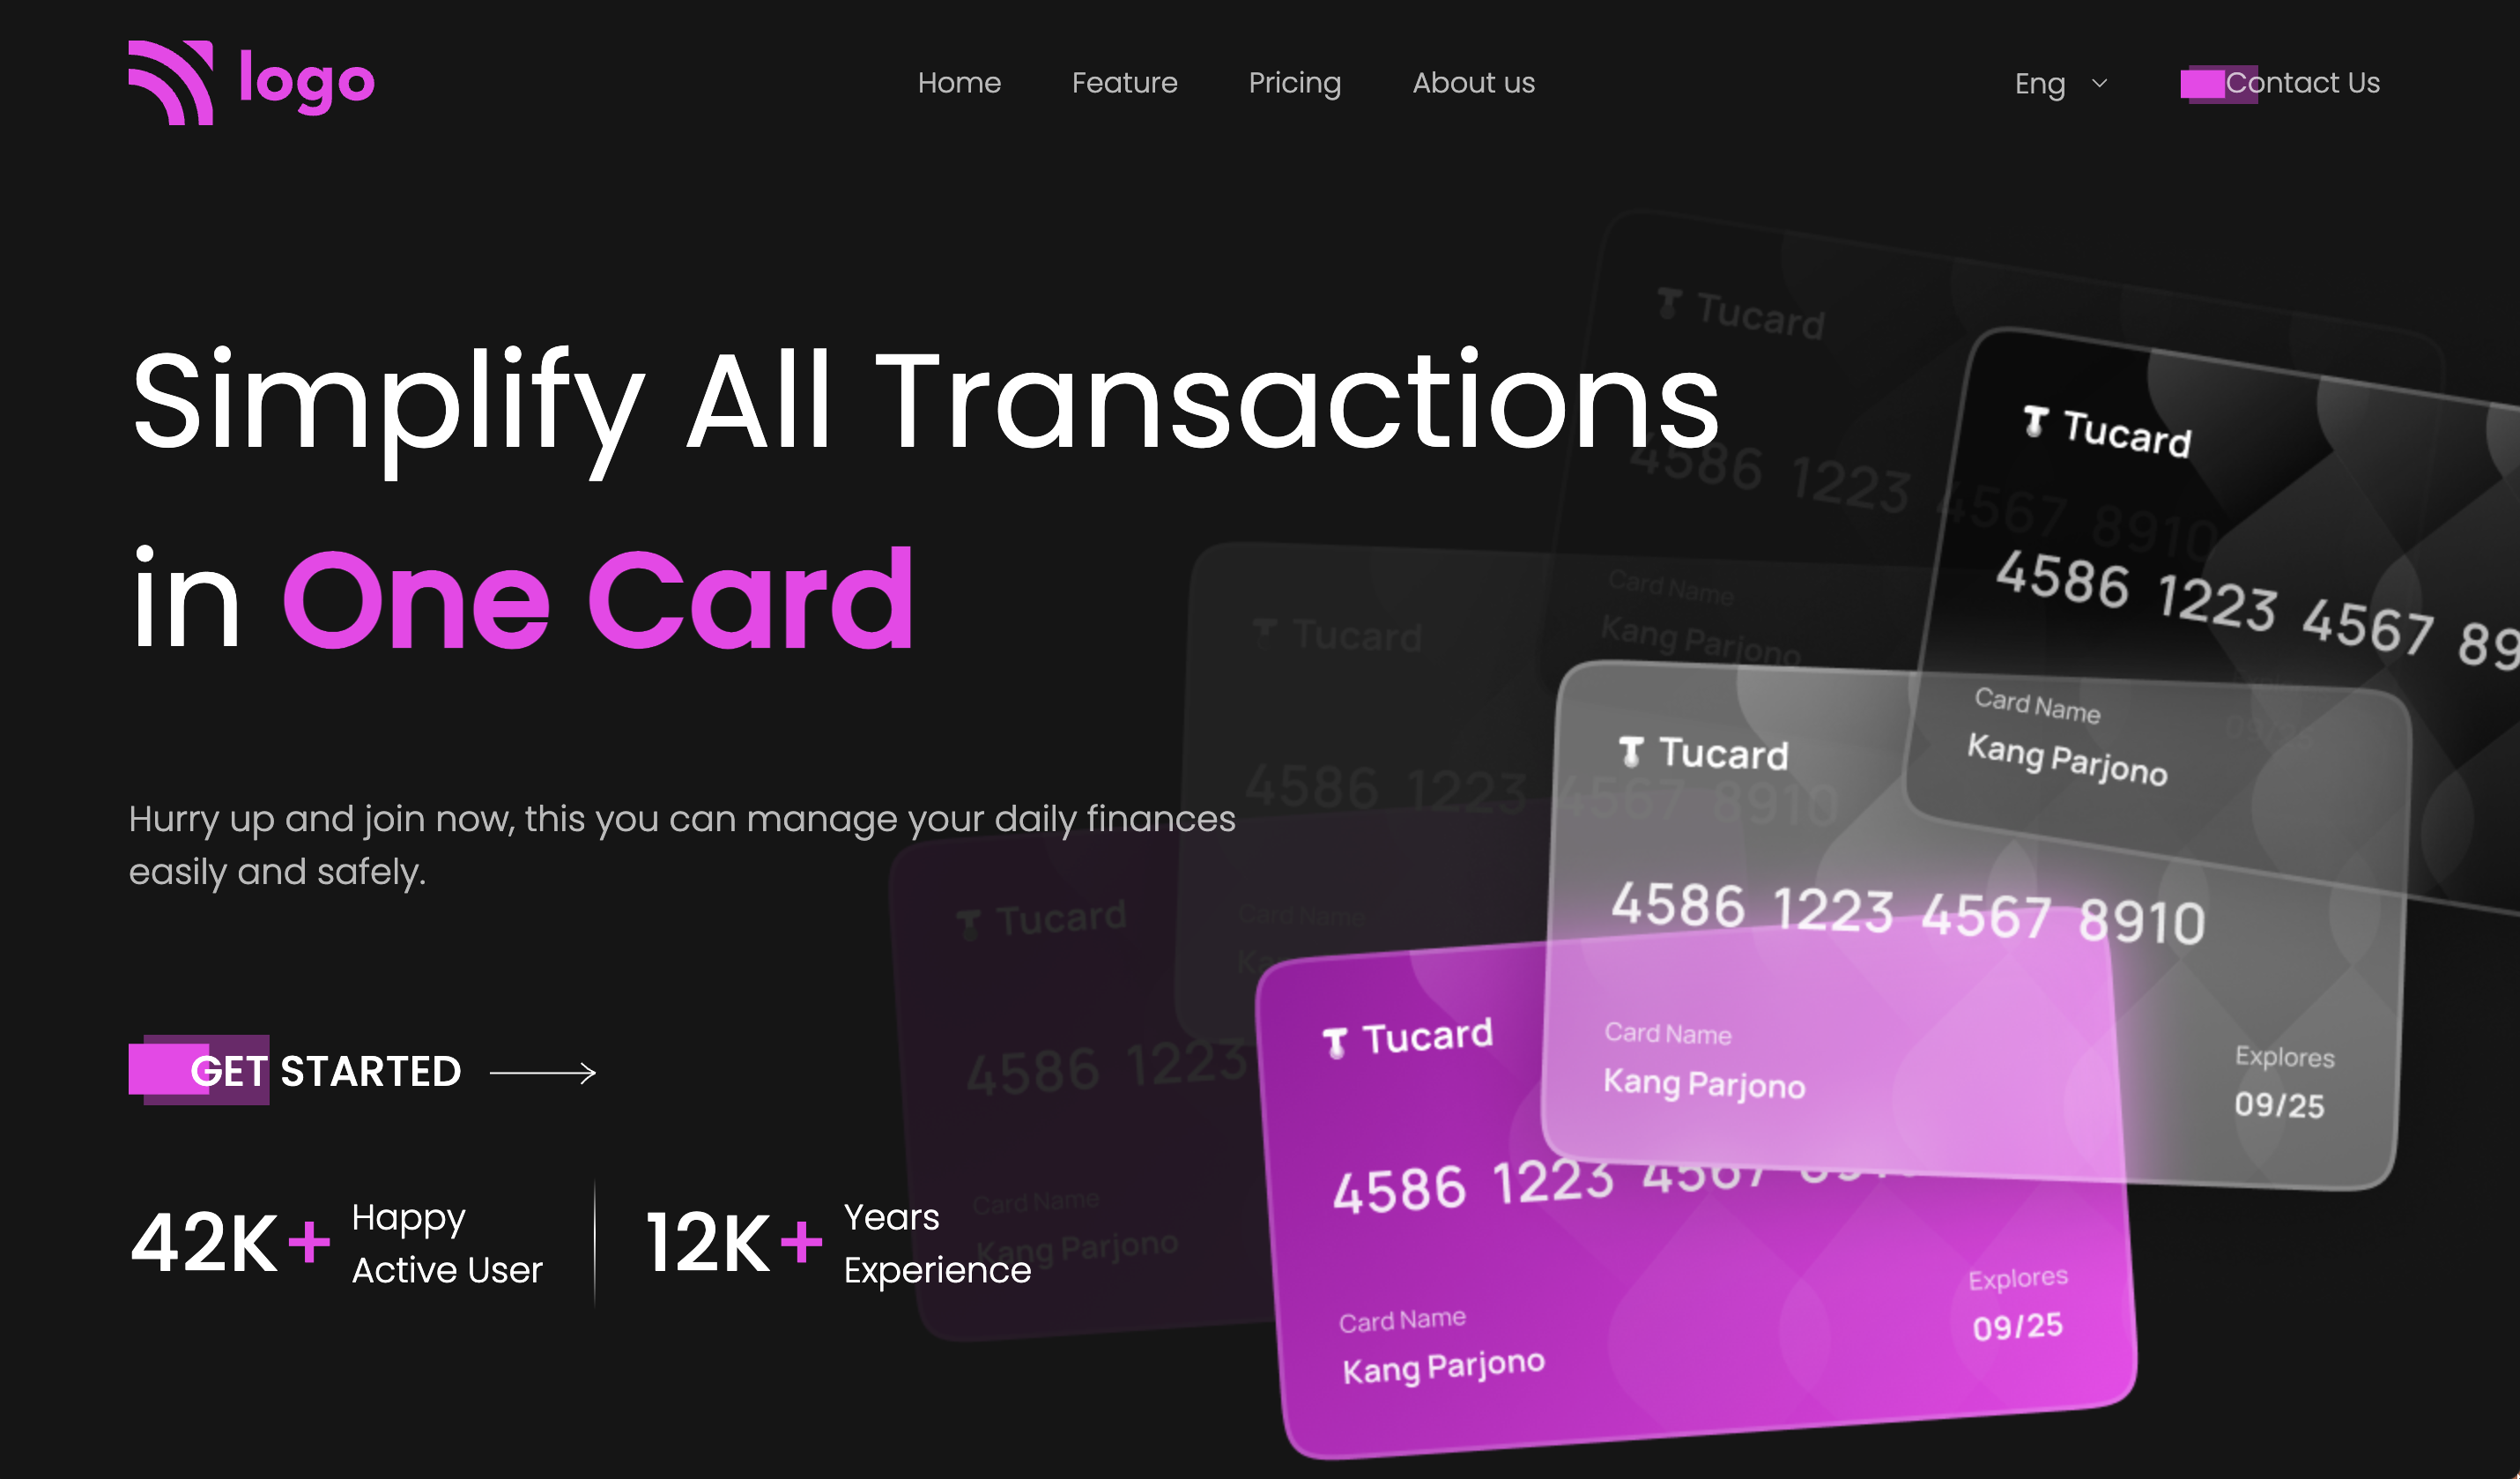 logo
Home
Feature
Pricing
About us
Eng
Contact Us
Simplify All Transactions
in One Card
Hurry up and join now, this you can manage your daily finances
easily and safely.
GET STARTED
42K+
Happy
Active User
12K+
Years
Experience
Tucard
4586 1223 4567 8910
Card Name
Kang Parjono
Tucard
4586 1223 4567 89
Card Name
Kang Parjono
Tucard
4586 1223 4567 8910
Card Name
Tucard
4586 1223 4567 8910
Card Name
Kang Parjono
Explores
09/25
Tucard
4586 1223
Card Name
Kang Parjono
Tucard
4586 1223 4567
Card Name
Kang Parjono
Explores
09/25